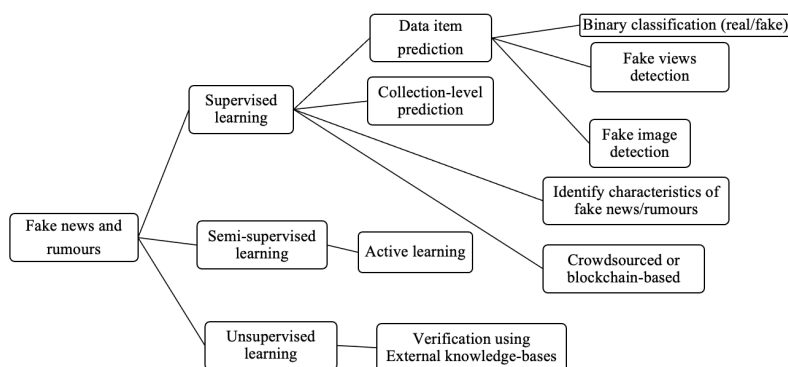 Data item
prediction
Binary classification (real/fake)
Fake views
detection
Supervised
learning
Collection-level
prediction
Fake image
detection
Identify characteristics of
fake news/rumours
Fake news and
rumours
Semi-supervised
learning
Active learning
Crowdsourced or
blockchain-based
Unsupervised
learning
Verification using
External knowledge-bases